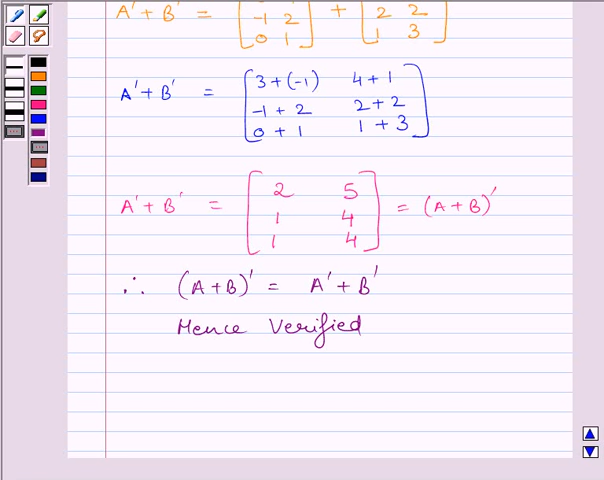 A' + B' = [ -1 2 ] + [ 2 2 ]
0 1 1 3
A' + B' = [ 3 + (-1) 4 + 1
-1 + 2 2 + 2
0 + 1 1 + 3 ]
A' + B' = [ 2 5
1 4
1 4 ] = (A + B)'
∴ (A + B)' = A' + B'
Hence Verified